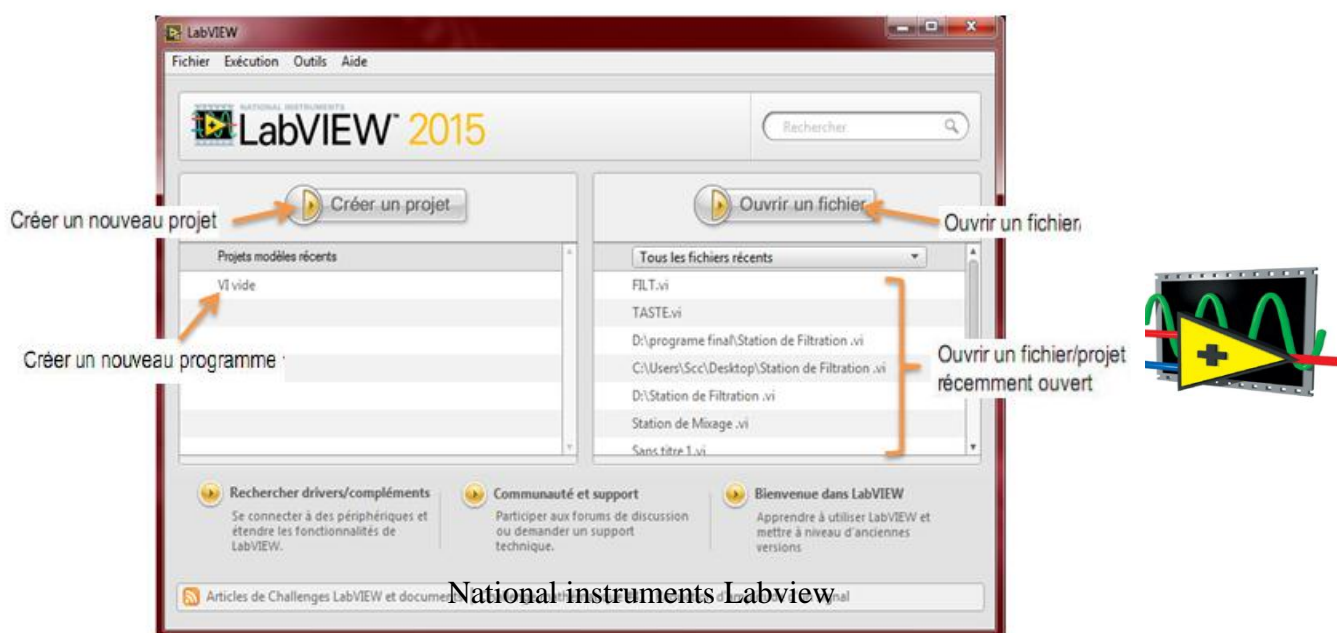 LabVIEW
Fichier Exécution Outils Aide
NATIONAL INSTRUMENTS
LabVIEW™ 2015
Rechercher
Créer un projet
Ouvrir un fichier
Créer un nouveau projet
Ouvrir un fichier
Projets modèles récents
Tous les fichiers récents
VI vide
FILT.vi
TASTE.vi
D:\programe final\Station de Filtration .vi
Créer un nouveau programme
Ouvrir un fichier/projet
récemment ouvert
C:\Users\Scc\Desktop\Station de Filtration .vi
D:\Station de Filtration .vi
Station de Mixage .vi
Sans titre 1.vi
Rechercher drivers/compléments
Se connecter à des périphériques et
étendre les fonctionnalités de
LabVIEW.
Communauté et support
Participer aux forums de discussion
ou demander un support
technique.
Bienvenue dans LabVIEW
Apprendre à utiliser LabVIEW et
mettre à niveau d'anciennes
versions
Articles de Challenges LabVIEW et
National instruments Labview